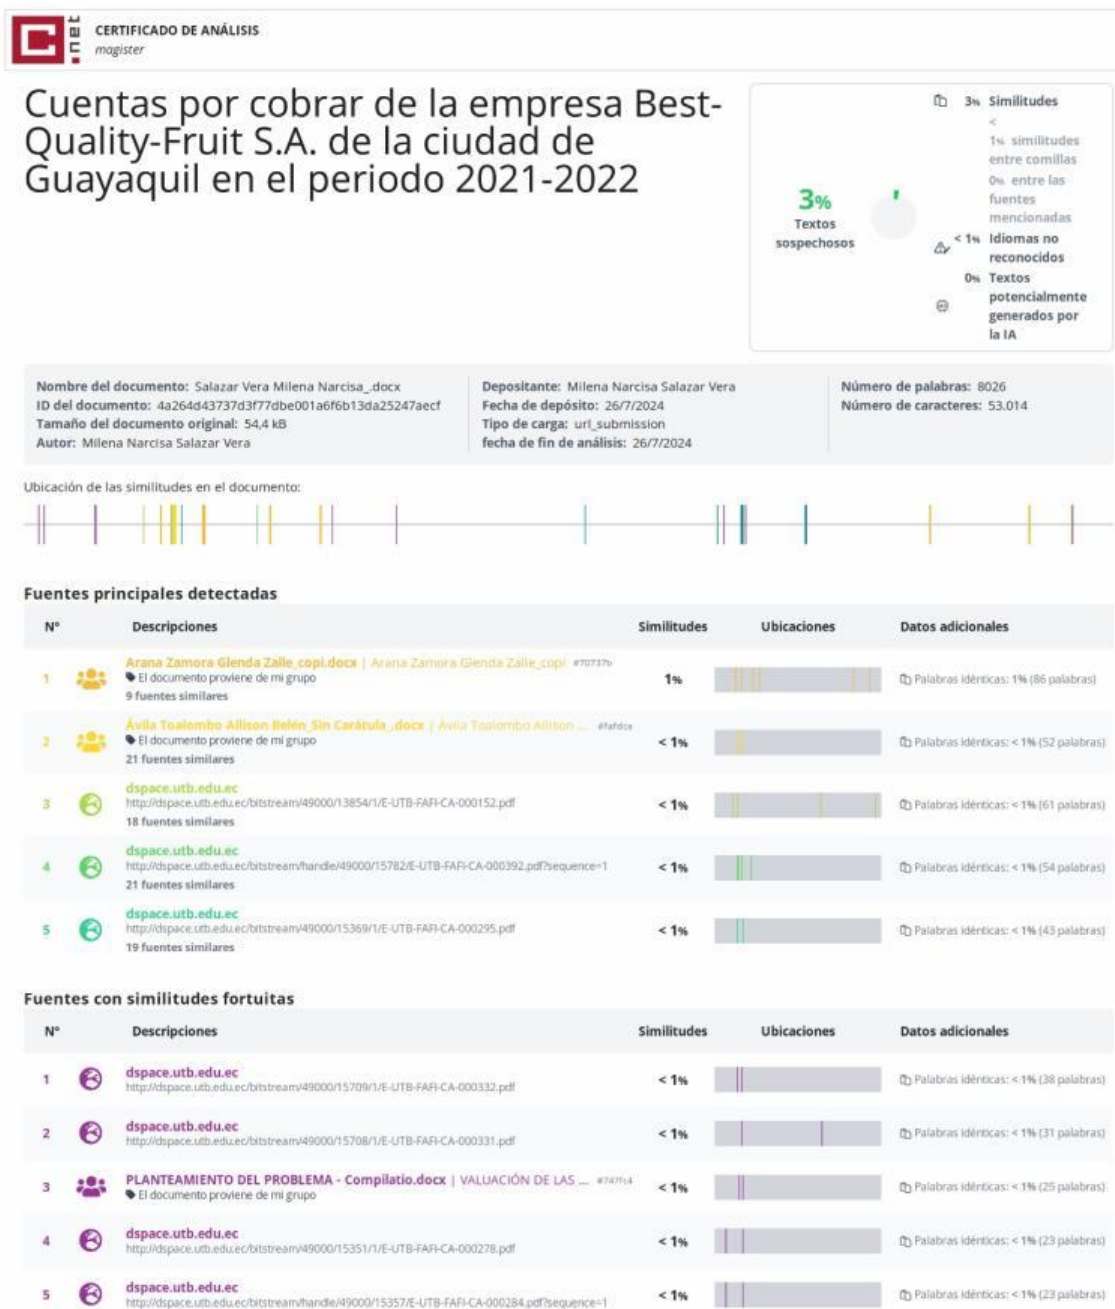 C
.net
CERTIFICADO DE ANÁLISIS
magister
Cuentas por cobrar de la empresa Best-
Quality-Fruit S.A. de la ciudad de
Guayaquil en el periodo 2021-2022
3%
Textos
sospechosos
3% Similitudes
<
1% similitudes
entre comillas
0% entre las
fuentes
mencionadas
< 1% Idiomas no
reconocidos
0% Textos
potencialmente
generados por
la IA
Nombre del documento: Salazar Vera Milena Narcisa_.docx
ID del documento: 4a264d43737d3f77dbe001a6f6b13da25247aecf
Tamaño del documento original: 54,4 kB
Autor: Milena Narcisa Salazar Vera
Depositante: Milena Narcisa Salazar Vera
Fecha de depósito: 26/7/2024
Tipo de carga: url_submission
fecha de fin de análisis: 26/7/2024
Número de palabras: 8026
Número de caracteres: 53.014
Ubicación de las similitudes en el documento:
Fuentes principales detectadas
N° Descripciones Similitudes Ubicaciones Datos adicionales
1 Arana Zamora Glenda Zalle_copi.docx | Arana Zamora Glenda Zalle_copi #70737b
El documento proviene de mi grupo
9 fuentes similares
1% Palabras idénticas: 1% (86 palabras)
2 Ávila Toalombo Allison Belén_Sin Carátula_.docx | Ávila Toalombo Allison ... #fafdca
El documento proviene de mi grupo
21 fuentes similares
< 1% Palabras idénticas: < 1% (52 palabras)
3 dspace.utb.edu.ec
http://dspace.utb.edu.ec/bitstream/49000/13854/1/E-UTB-FAFI-CA-000152.pdf
18 fuentes similares
< 1% Palabras idénticas: < 1% (61 palabras)
4 dspace.utb.edu.ec
http://dspace.utb.edu.ec/bitstream/handle/49000/15782/E-UTB-FAFI-CA-000392.pdf?sequence=1
21 fuentes similares
< 1% Palabras idénticas: < 1% (54 palabras)
5 dspace.utb.edu.ec
http://dspace.utb.edu.ec/bitstream/49000/15369/1/E-UTB-FAFI-CA-000295.pdf
19 fuentes similares
< 1% Palabras idénticas: < 1% (43 palabras)
Fuentes con similitudes fortuitas
N° Descripciones Similitudes Ubicaciones Datos adicionales
1 dspace.utb.edu.ec
http://dspace.utb.edu.ec/bitstream/49000/15709/1/E-UTB-FAFI-CA-000332.pdf
< 1% Palabras idénticas: < 1% (38 palabras)
2 dspace.utb.edu.ec
http://dspace.utb.edu.ec/bitstream/49000/15708/1/E-UTB-FAFI-CA-000331.pdf
< 1% Palabras idénticas: < 1% (31 palabras)
3 PLANTEAMIENTO DEL PROBLEMA - Compilatio.docx | VALUACIÓN DE LAS ...
El documento proviene de mi grupo
< 1% Palabras idénticas: < 1% (25 palabras)
4 dspace.utb.edu.ec
http://dspace.utb.edu.ec/bitstream/49000/15351/1/E-UTB-FAFI-CA-000278.pdf
< 1% Palabras idénticas: < 1% (23 palabras)
5 dspace.utb.edu.ec
http://dspace.utb.edu.ec/bitstream/handle/49000/15357/E-UTB-FAFI-CA-000284.pdf?sequence=1
< 1% Palabras idénticas: < 1% (23 palabras)